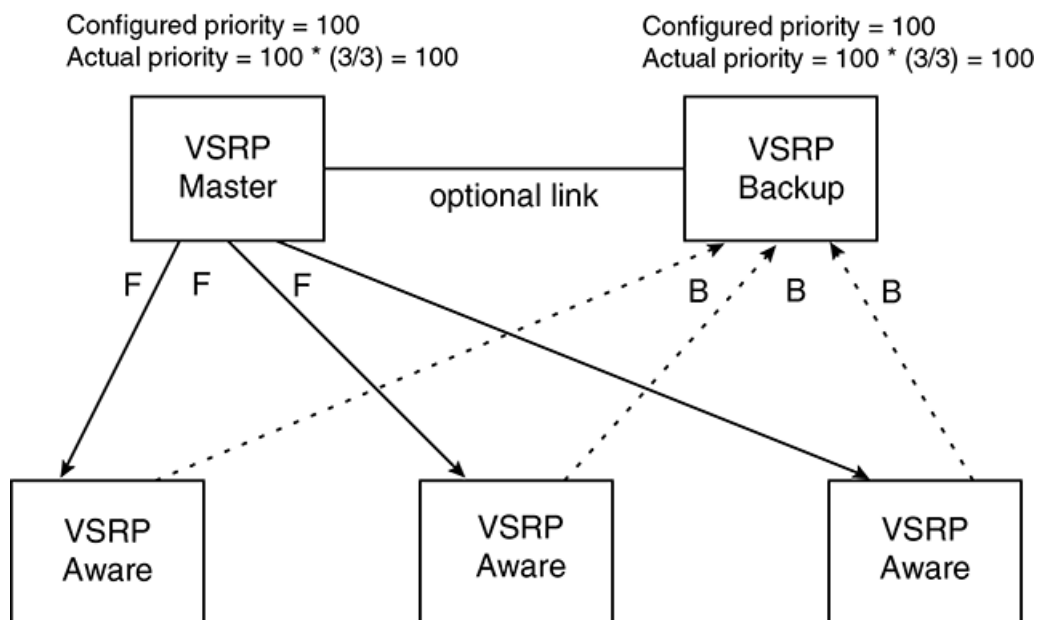 Configured priority = 100
Actual priority = 100 * (3/3) = 100
Configured priority = 100
Actual priority = 100 * (3/3) = 100
VSRP
Master
optional link
VSRP
Backup
F
F
F
B
B
B
VSRP
Aware
VSRP
Aware
VSRP
Aware